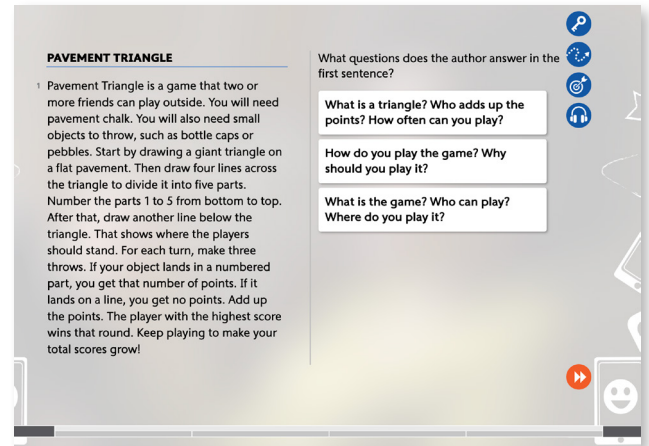 PAVEMENT TRIANGLE
1 Pavement Triangle is a game that two or
more friends can play outside. You will need
pavement chalk. You will also need small
objects to throw, such as bottle caps or
pebbles. Start by drawing a giant triangle on
a flat pavement. Then draw four lines across
the triangle to divide it into five parts.
Number the parts 1 to 5 from bottom to top.
After that, draw another line below the
triangle. That shows where the players
should stand. For each turn, make three
throws. If your object lands in a numbered
part, you get that number of points. If it
lands on a line, you get no points. Add up
the points. The player with the highest score
wins that round. Keep playing to make your
total scores grow!
What questions does the author answer in the
first sentence?
What is a triangle? Who adds up the
points? How often can you play?
How do you play the game? Why
should you play it?
What is the game? Who can play?
Where do you play it?